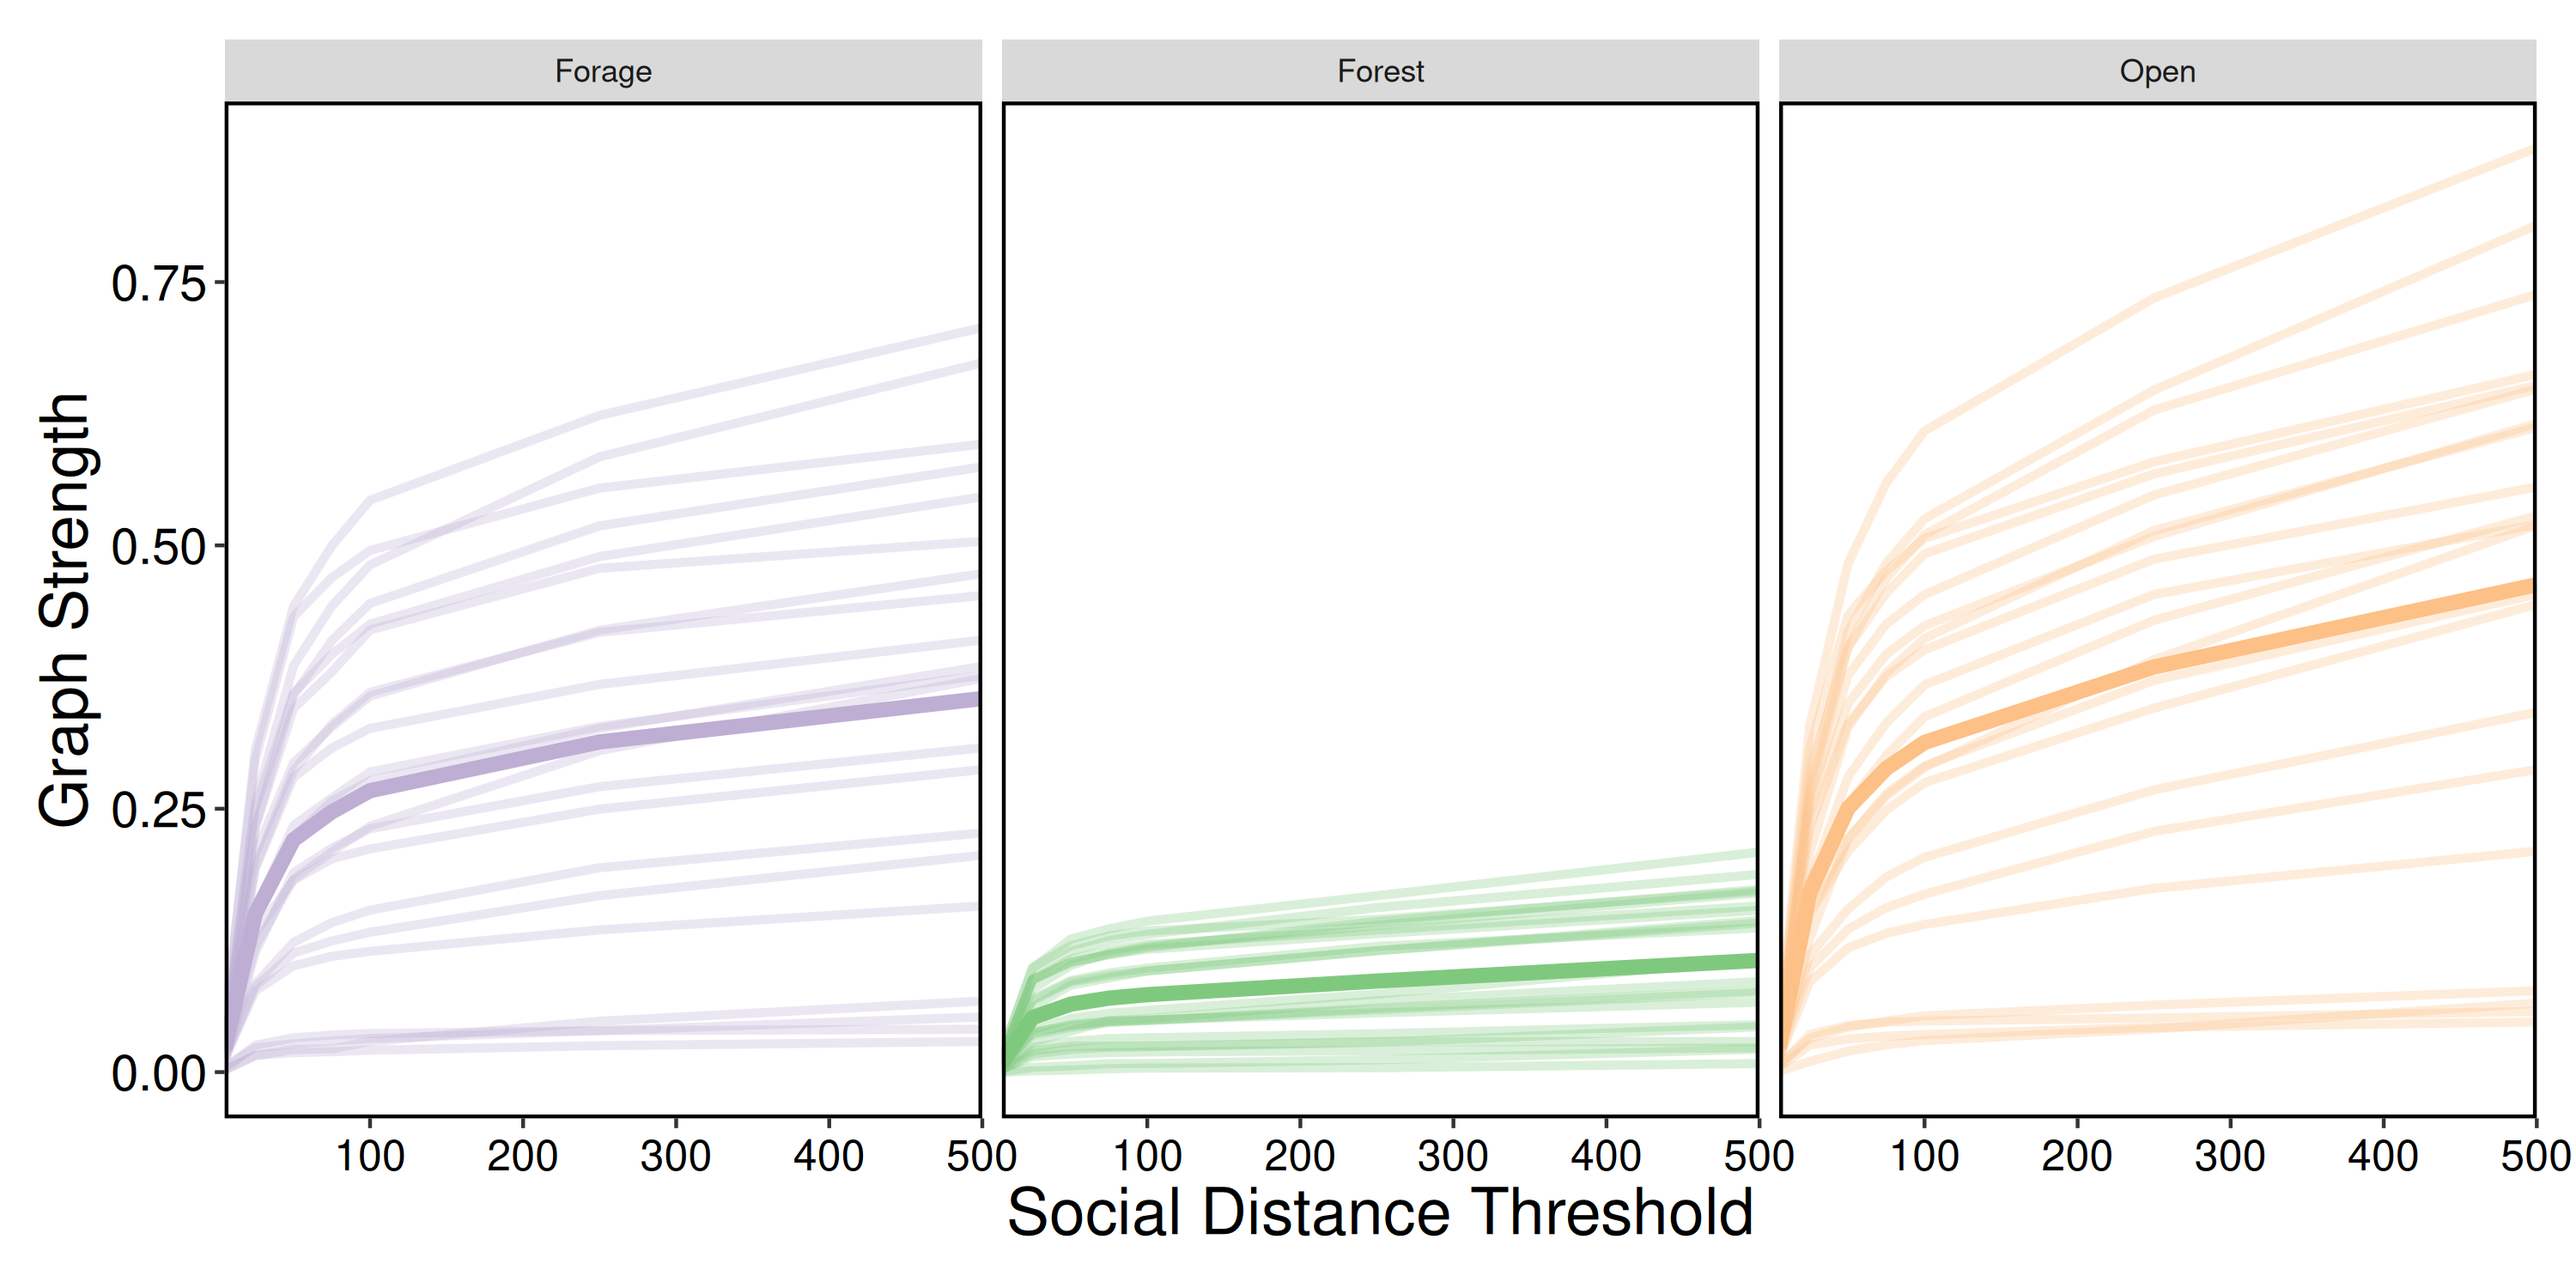 Forage Forest Open
Graph Strength
0.75
0.50
0.25
0.00
100 200 300 400 500 100 200 300 400 500 100 200 300 400 500
Social Distance Threshold